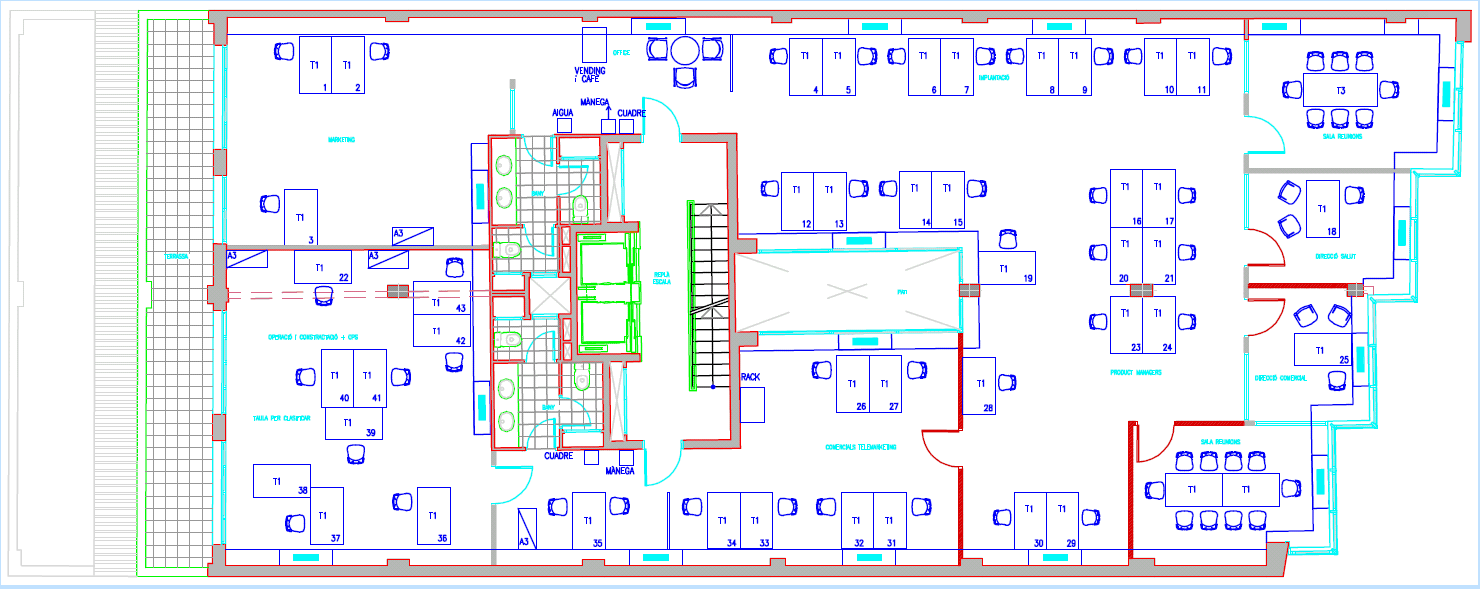 OFFICE
VENDING
i CAFÈ
MÀNEGA
AIGUA
CUADRE
T1
1
T1
2
T1
4
T1
5
T1
6
T1
7
T1
8
T1
9
T1
10
T1
11
IMPLANTACIÓ
T3
SALA REUNIONS
MARKETING
BANY
T1
3
A3
T1
12
T1
13
T1
14
T1
15
T1
16
T1
17
T1
18
DIRECCIÓ SALUT
TERRASSA
A3
A3
T1
22
REPLÀ
ESCALA
T1
19
T1
20
T1
21
PATI
T1
43
T1
42
T1
23
T1
24
T1
25
DIRECCIÓ COMERCIAL
PRODUCT MANAGERS
T1
40
T1
41
T1
39
TAULA PER CLASIFICAR
BANY
RACK
T1
26
T1
27
T1
28
COMERCIALS TELEMARKETING
SALA REUNIONS
CUADRE
MÀNEGA
T1
38
T1
37
T1
36
A3
T1
35
T1
34
T1
33
T1
32
T1
31
T1
30
T1
29
T1
T1